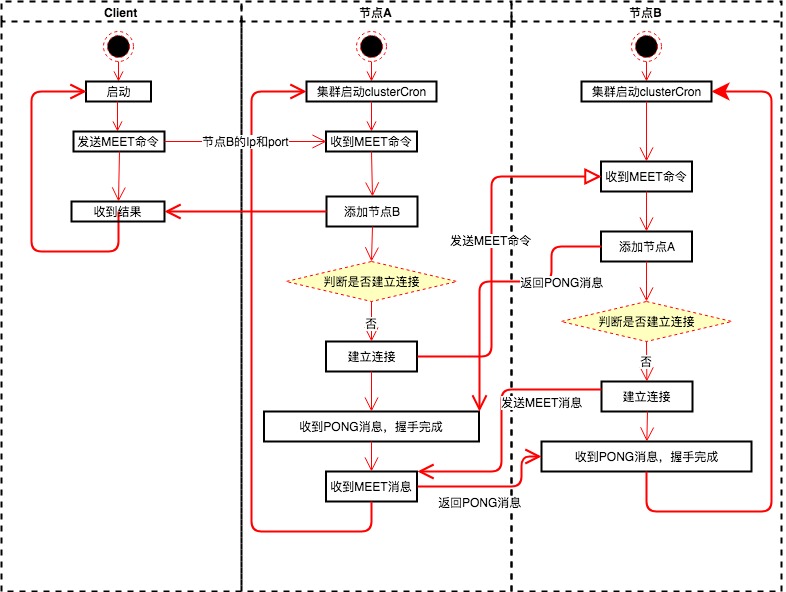 Client
节点A
节点B
启动
集群启动clusterCron
集群启动clusterCron
发送MEET命令
节点B的Ip和port
收到MEET命令
收到MEET命令
收到结果
添加节点B
发送MEET命令
添加节点A
判断是否建立连接
返回PONG消息
否
判断是否建立连接
建立连接
否
发送MEET消息
建立连接
收到PONG消息，握手完成
收到PONG消息，握手完成
收到MEET消息
返回PONG消息